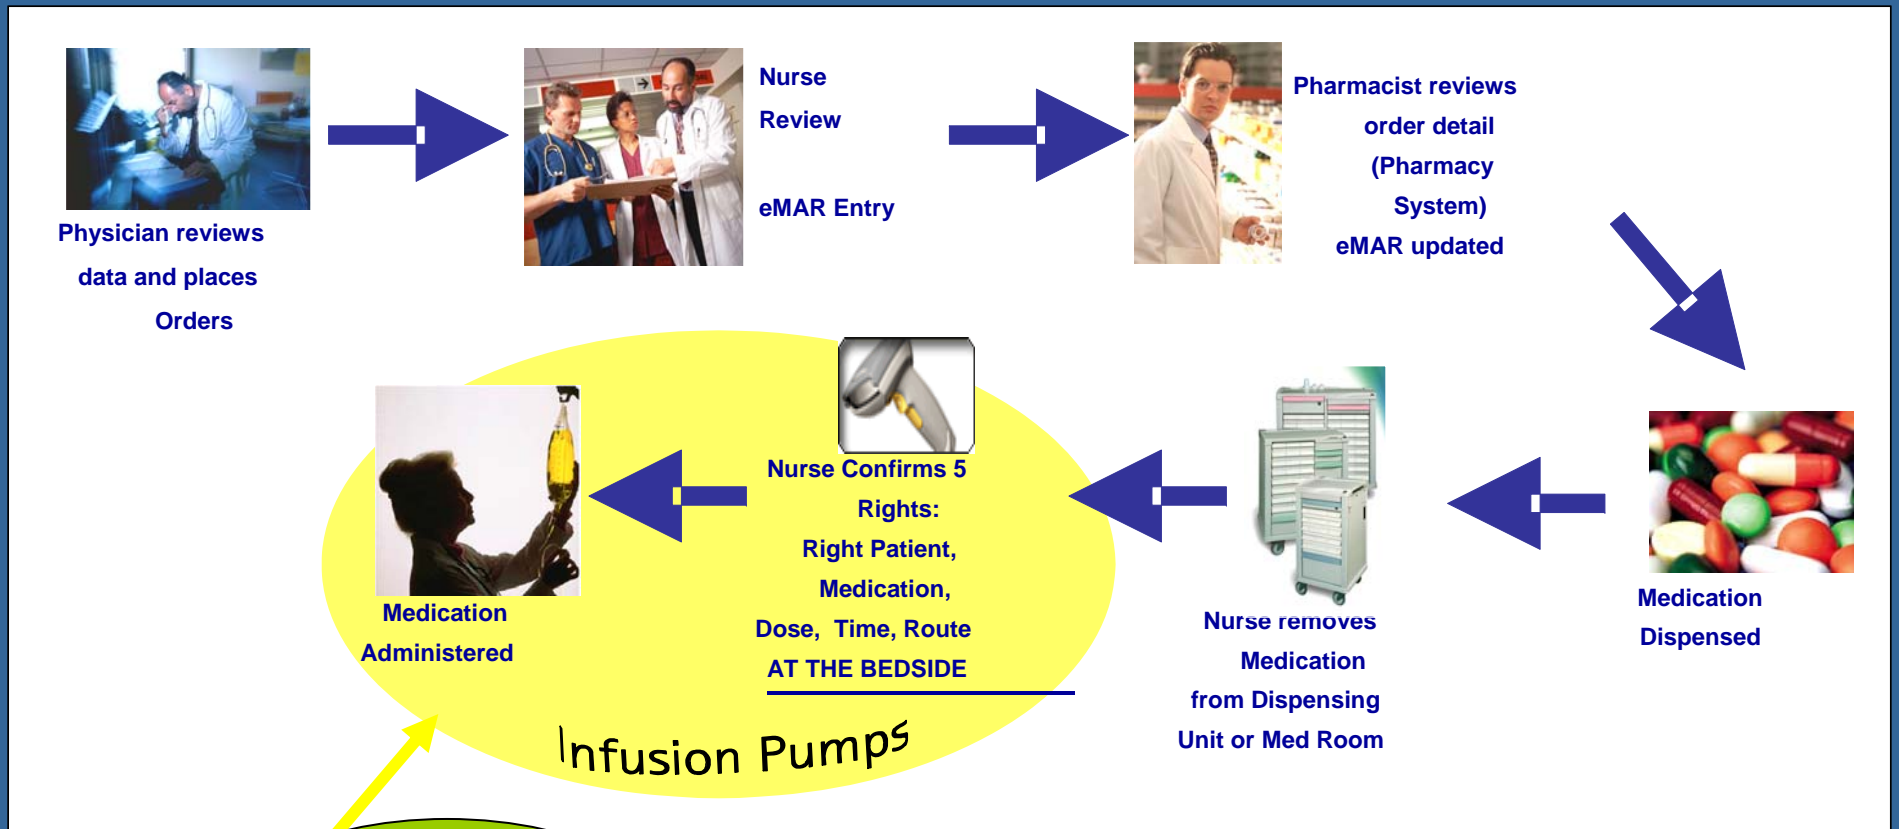 Physician reviews
data and places
Orders
Nurse
Review
eMAR Entry
Pharmacist reviews
order detail
(Pharmacy
System)
eMAR updated
Medication
Dispensed
Nurse removes
Medication
from Dispensing
Unit or Med Room
Nurse Confirms 5
Rights:
Right Patient,
Medication,
Dose, Time, Route
AT THE BEDSIDE
Medication
Administered
Infusion Pumps